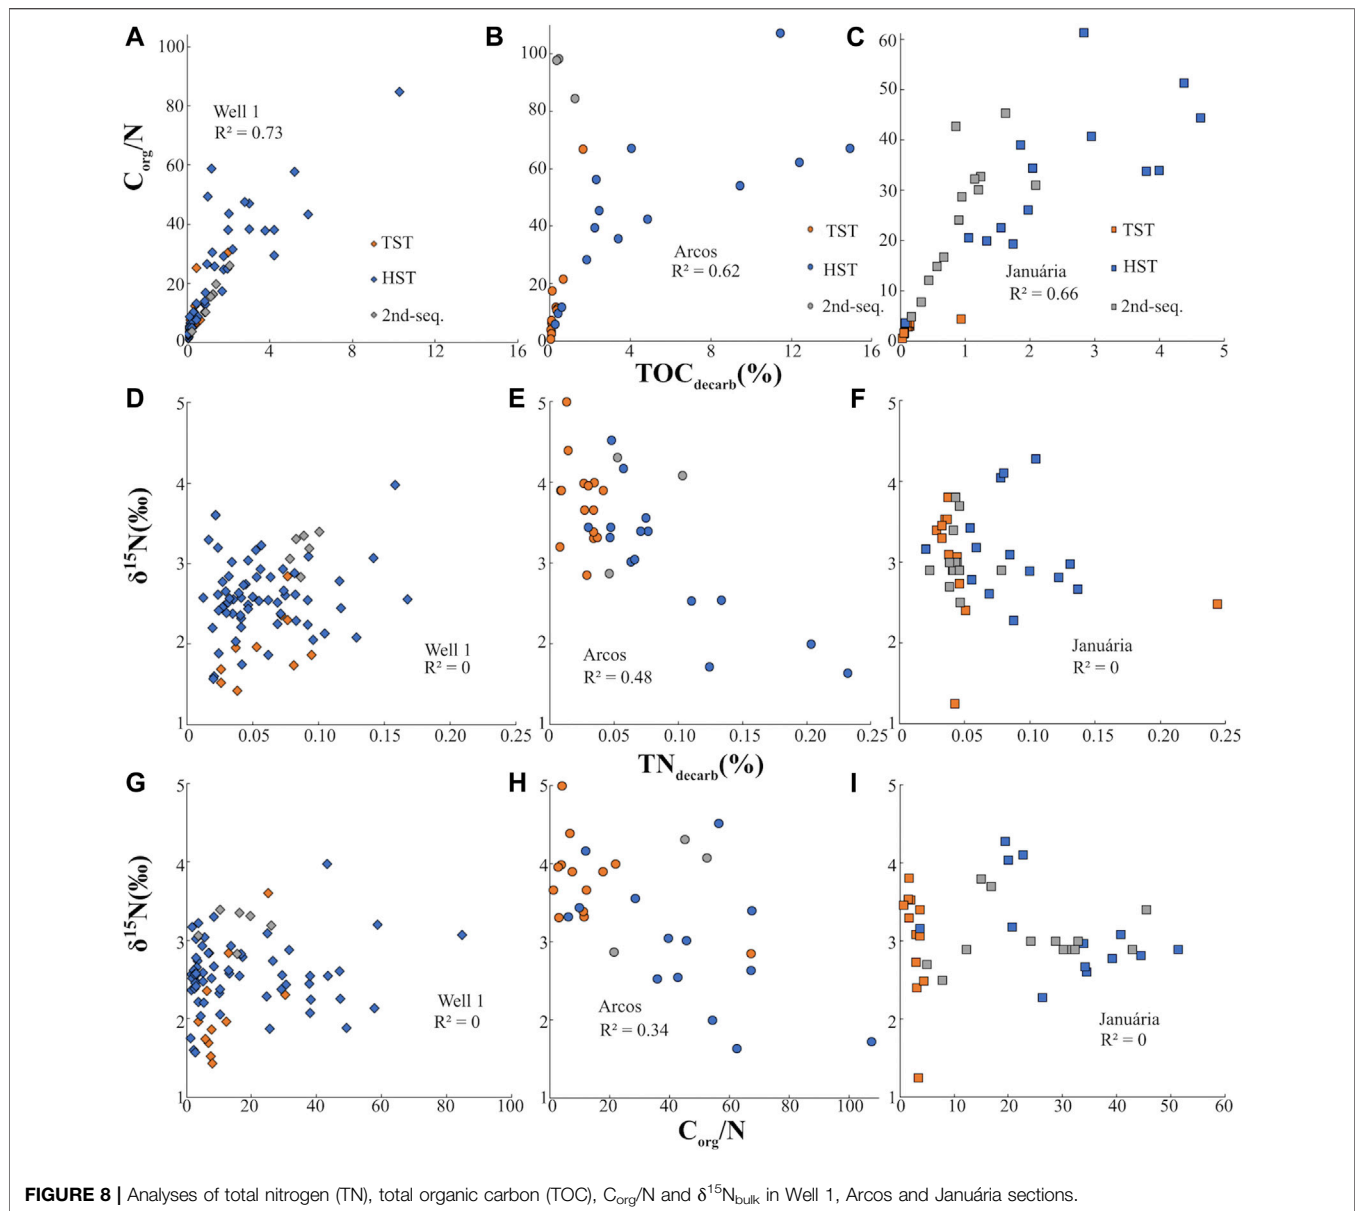 A
B
C
100
80
60
40
20
0
C_org/N
Well 1
R² = 0.73
TST
HST
2nd-seq.
0
4
8
12
16
100
80
60
40
20
0
Arcos
R² = 0.62
TST
HST
2nd-seq.
0
4
8
12
16
60
50
40
30
20
10
0
Januária
R² = 0.66
TST
HST
2nd-seq.
0
1
2
3
4
5
TOC_decarb(%)
D
E
F
5
4
3
2
1
δ¹⁵N(‰)
Well 1
R² = 0
0
0.05
0.10
0.15
0.20
0.25
5
4
3
2
1
Arcos
R² = 0.48
0
0.05
0.10
0.15
0.20
0.25
5
4
3
2
1
Januária
R² = 0
0
0.05
0.10
0.15
0.20
0.25
TN_decarb(%)
G
H
I
5
4
3
2
1
δ¹⁵N(‰)
Well 1
R² = 0
0
20
40
60
80
100
5
4
3
2
1
Arcos
R² = 0.34
0
20
40
60
80
100
5
4
3
2
1
Januária
R² = 0
0
10
20
30
40
50
60
C_org/N
FIGURE 8 | Analyses of total nitrogen (TN), total organic carbon (TOC), C_org/N and δ¹⁵N_bulk in Well 1, Arcos and Januária sections.